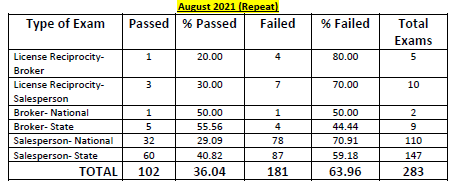 August 2021 (Repeat)
Type of Exam Passed % Passed Failed % Failed Total
Exams
License Reciprocity- 1 20.00 4 80.00 5
Broker
License Reciprocity- 3 30.00 7 70.00 10
Salesperson
Broker- National 1 50.00 1 50.00 2
Broker- State 5 55.56 4 44.44 9
Salesperson- National 32 29.09 78 70.91 110
Salesperson- State 60 40.82 87 59.18 147
TOTAL 102 36.04 181 63.96 283